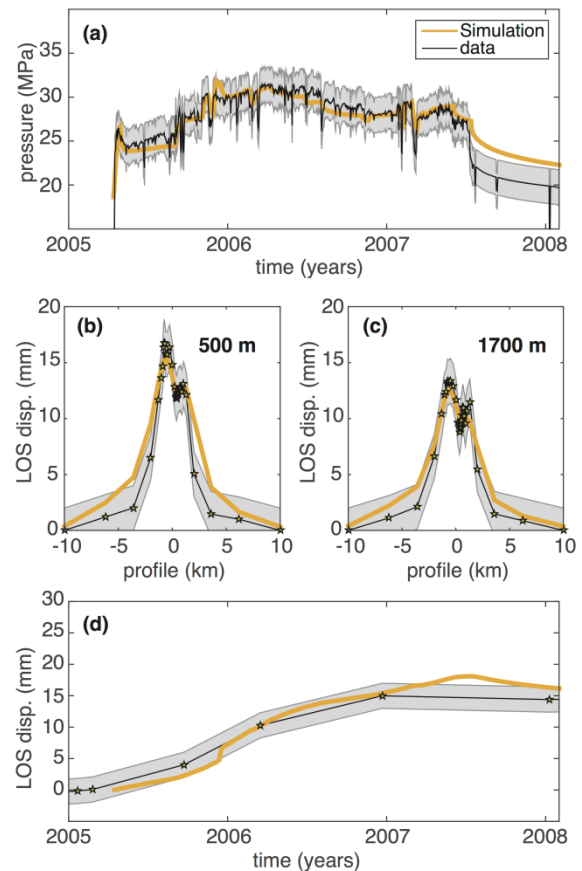 (a)
Simulation
data
pressure (MPa)
40
35
30
25
20
2005 2006 2007 2008
time (years)
(b)
500 m
LOS disp. (mm)
20
15
10
5
0
-10 -5 0 5 10
profile (km)
(c)
1700 m
LOS disp. (mm)
20
15
10
5
0
-10 -5 0 5 10
profile (km)
(d)
LOS disp. (mm)
30
25
20
15
10
5
0
2005 2006 2007 2008
time (years)